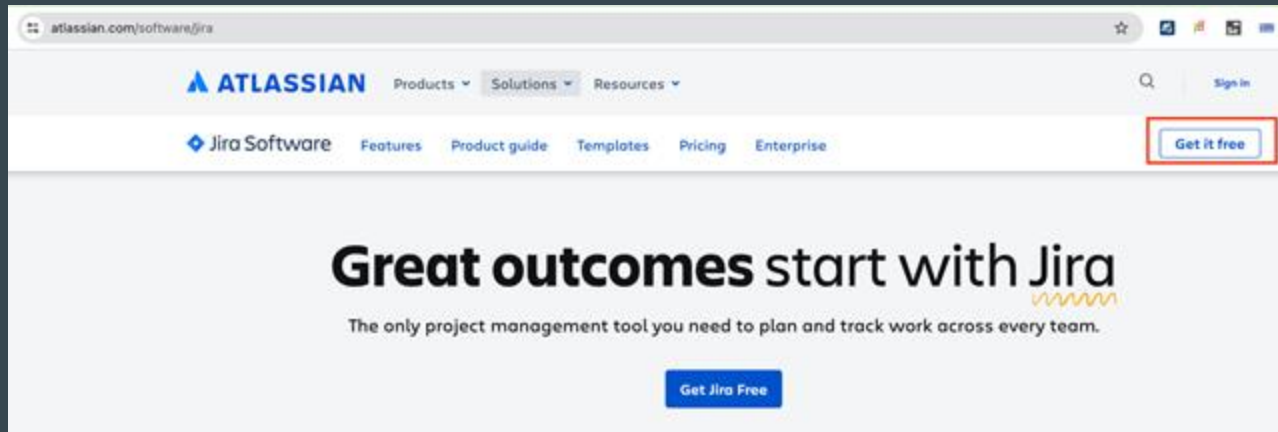 atlassian.com/software/jira
ATLASSIAN Products Solutions Resources Sign in
Jira Software Features Product guide Templates Pricing Enterprise Get it free
Great outcomes start with Jira
The only project management tool you need to plan and track work across every team.
Get Jira Free